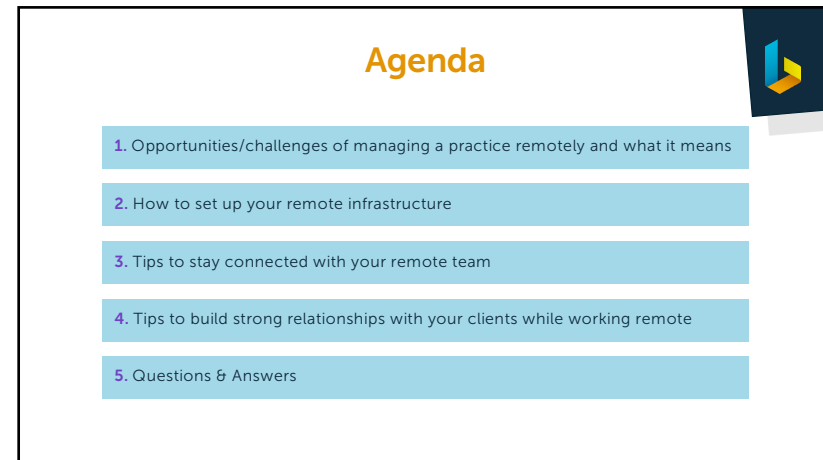 Agenda
1. Opportunities/challenges of managing a practice remotely and what it means
2. How to set up your remote infrastructure
3. Tips to stay connected with your remote team
4. Tips to build strong relationships with your clients while working remote
5. Questions & Answers